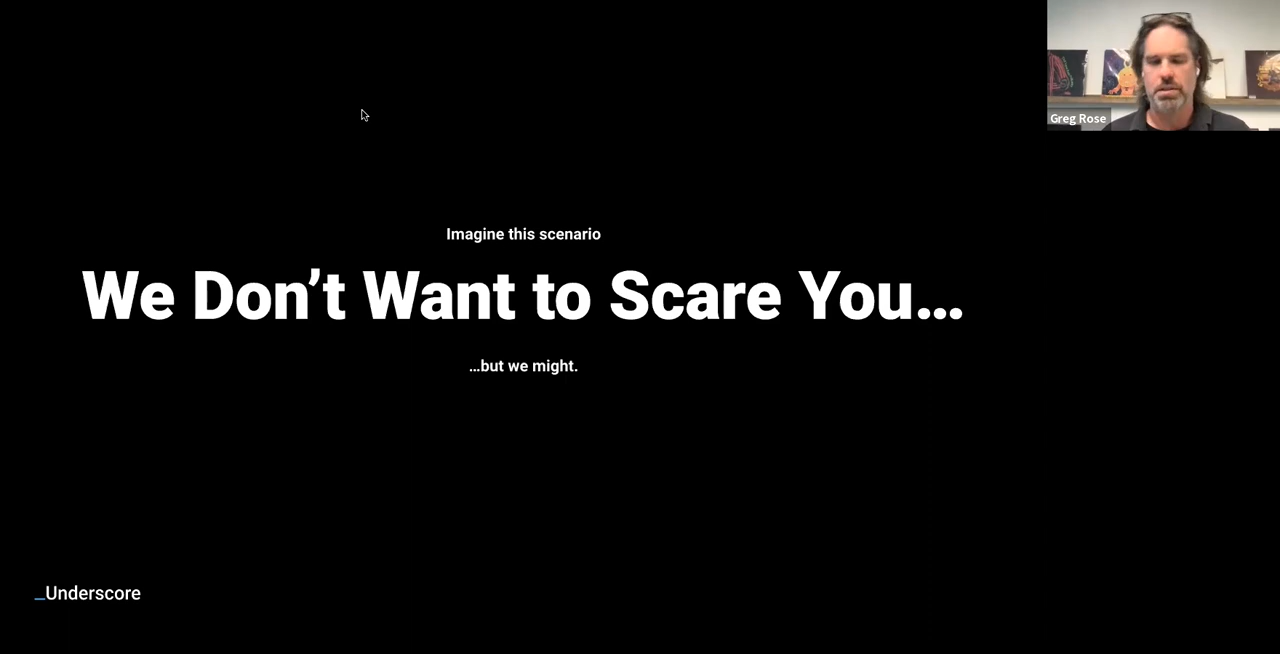 Greg Rose
Imagine this scenario
We Don’t Want to Scare You…
…but we might.
_Underscore